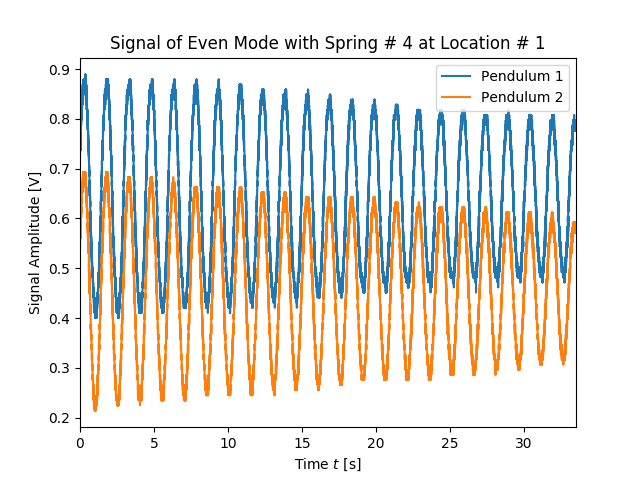 Signal of Even Mode with Spring # 4 at Location # 1
Signal Amplitude [V]
0.9
0.8
0.7
0.6
0.5
0.4
0.3
0.2
Pendulum 1
Pendulum 2
0 5 10 15 20 25 30
Time t [s]